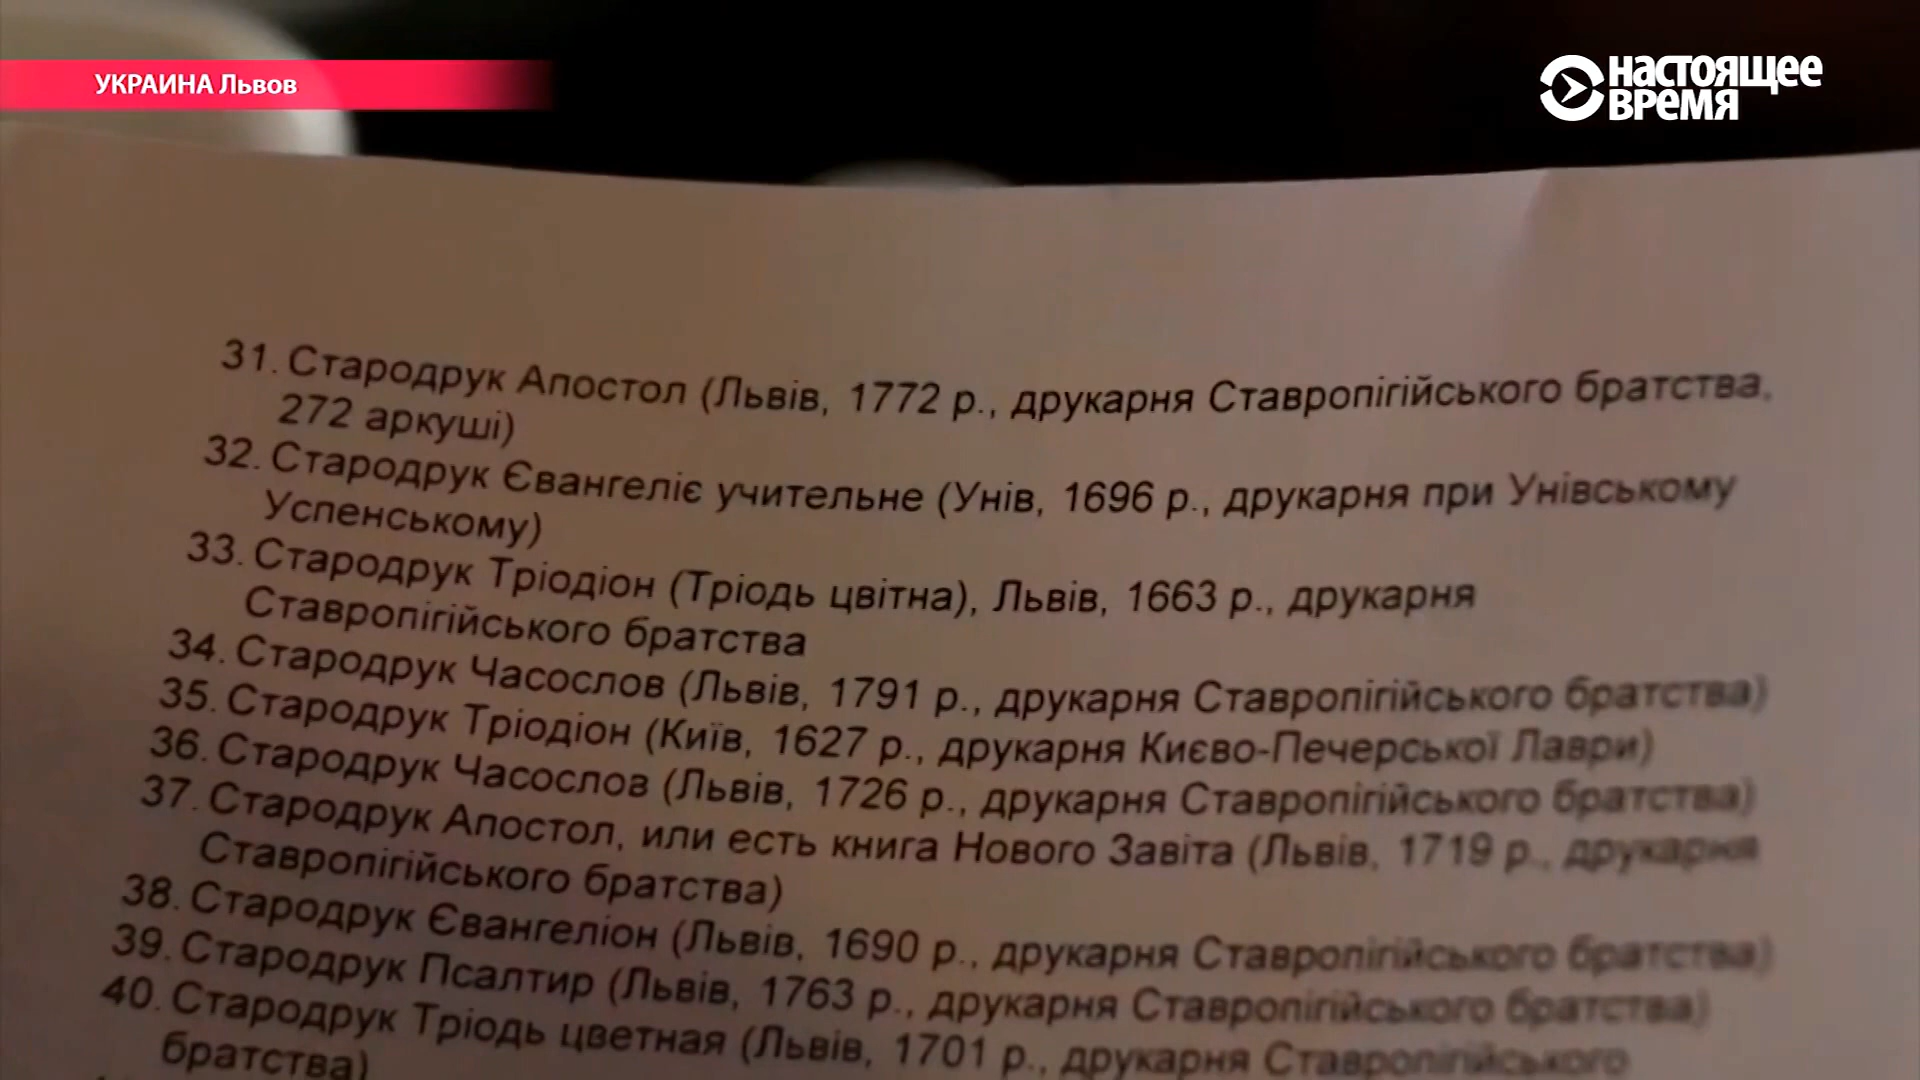 УКРАИНА Львов
НАСТОЯЩЕЕ
ВРЕМЯ
31. Стародрук Апостол (Львів, 1772 р., друкарня Ставропігійського братства,
272 аркуші)
32. Стародрук Євангеліє учительне (Унів, 1696 р., друкарня при Унівському
Успенському)
33. Стародрук Тріодіон (Тріодь цвітна), Львів, 1663 р., друкарня
Ставропігійського братства
34. Стародрук Часослов (Львів, 1791 р., друкарня Ставропігійського братства)
35. Стародрук Тріодіон (Київ, 1627 р., друкарня Києво-Печерської Лаври)
36. Стародрук Часослов (Львів, 1726 р., друкарня Ставропігійського братства)
37. Стародрук Апостол, или есть книга Нового Завіта (Львів, 1719 р., друкарня
Ставропігійського братства)
38. Стародрук Євангеліон (Львів, 1690 р., друкарня Ставропігійського братства)
39. Стародрук Псалтир (Львів, 1763 р., друкарня Ставропігійського братства)
40. Стародрук Тріодь цветная (Львів, 1701 р., друкарня Ставропігійського
братства)